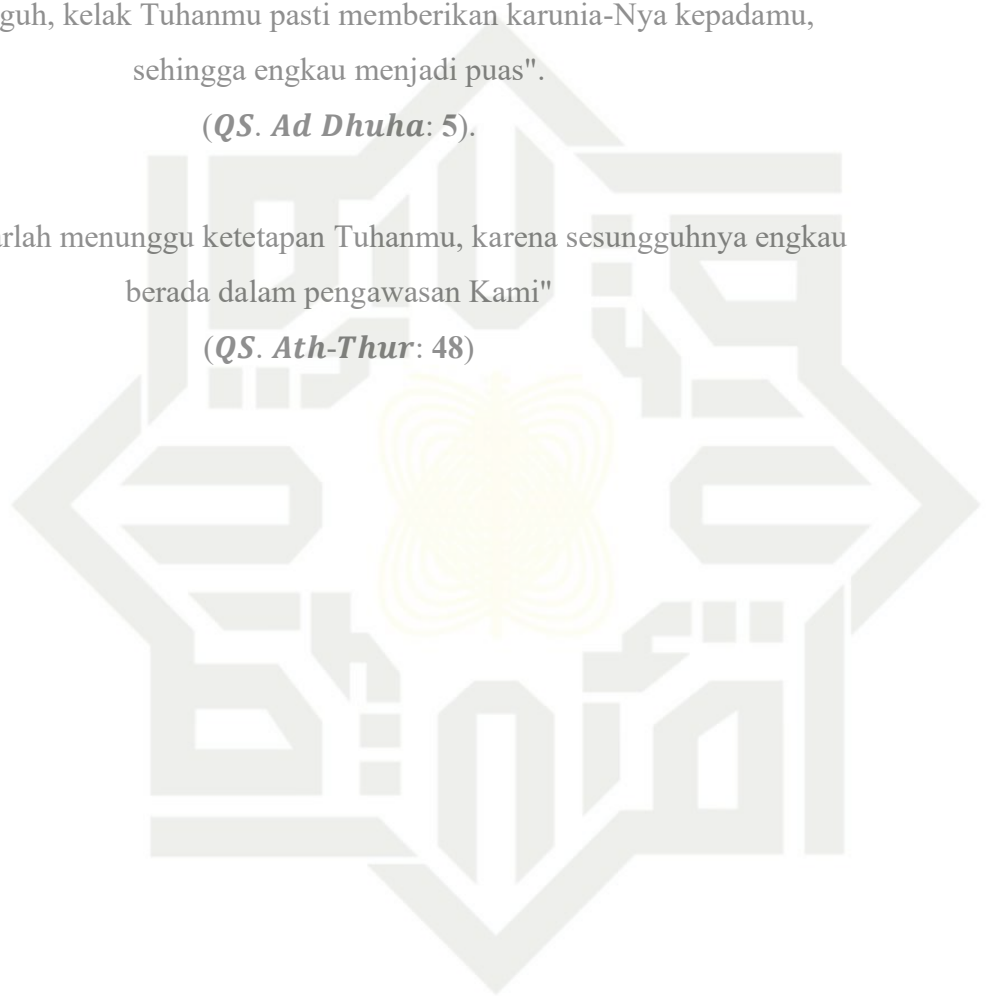 guh, kelak Tuhanmu pasti memberikan karunia-Nya kepadamu,
sehingga engkau menjadi puas".
(QS. Ad Dhuha: 5).
rlah menunggu ketetapan Tuhanmu, karena sesungguhnya engkau
berada dalam pengawasan Kami"
(QS. Ath-Thur: 48)